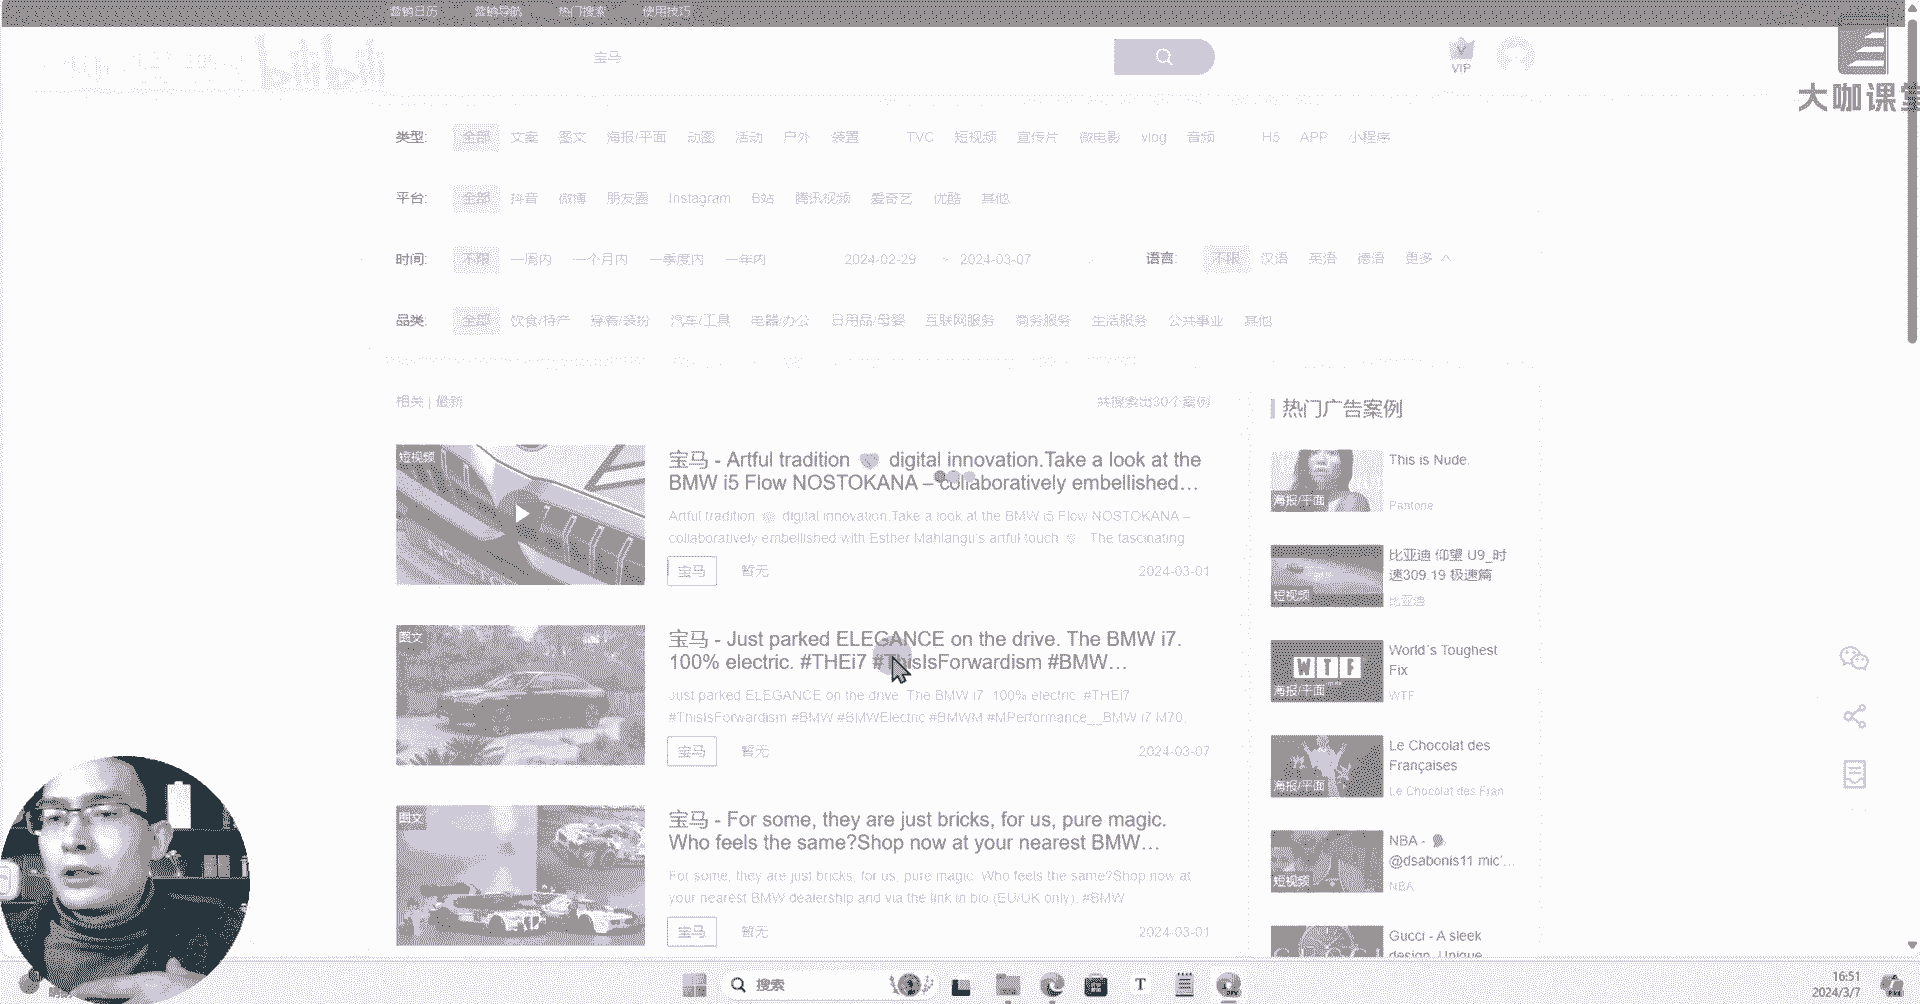 营销日历 营销导航 热门搜索 使用技巧
bilibili
宝马
VIP
大咖课堂
类型: 全部 文案 图文 海报/平面 动图 活动 户外 装置 TVC 短视频 宣传片 微电影 vlog 音频 H5 APP 小程序
平台: 全部 抖音 微博 朋友圈 Instagram B站 腾讯视频 爱奇艺 优酷 其他
时间: 不限 一周内 一个月内 一季度内 一年内 2024-02-29 ~ 2024-03-07 语言: 不限 汉语 英语 德语 更多
品类: 全部 饮食/特产 穿着/装扮 汽车/工具 电器/办公 日用品/母婴 互联网服务 商务服务 生活服务 公共事业 其他
相关 | 最新 共搜索出30个案例
短视频
宝马 - Artful tradition digital innovation.Take a look at the
BMW i5 Flow NOSTOKANA – collaboratively embellished...
Artful tradition digital innovation.Take a look at the BMW i5 Flow NOSTOKANA –
collaboratively embellished with Esther Mahlangu's artful touch The fascinating
宝马 暂无 2024-03-01
图文
宝马 - Just parked ELEGANCE on the drive. The BMW i7.
100% electric. #THEi7 #ThisIsForwardism #BMW...
Just parked ELEGANCE on the drive. The BMW i7. 100% electric. #THEi7
#ThisIsForwardism #BMW #BMWElectric #BMWM #MPerformance__BMW i7 M70.
宝马 暂无 2024-03-07
图文
宝马 - For some, they are just bricks, for us, pure magic.
Who feels the same?Shop now at your nearest BMW...
For some, they are just bricks, for us, pure magic. Who feels the same?Shop now at
your nearest BMW dealership and via the link in bio (EU/UK only). #BMW
宝马 暂无 2024-03-01
热门广告案例
海报/平面
This is Nude.
Pantone
短视频
比亚迪 仰望 U9_时
速309.19 极速篇
比亚迪
WTF
海报/平面
World's Toughest
Fix
WTF
海报/平面
Le Chocolat des
Françaises
Le Chocolat des Fran
短视频
NBA -
@dsabonis11 mic'...
NBA
Gucci - A sleek
design. Unique
搜索
T
16:51
2024/3/7